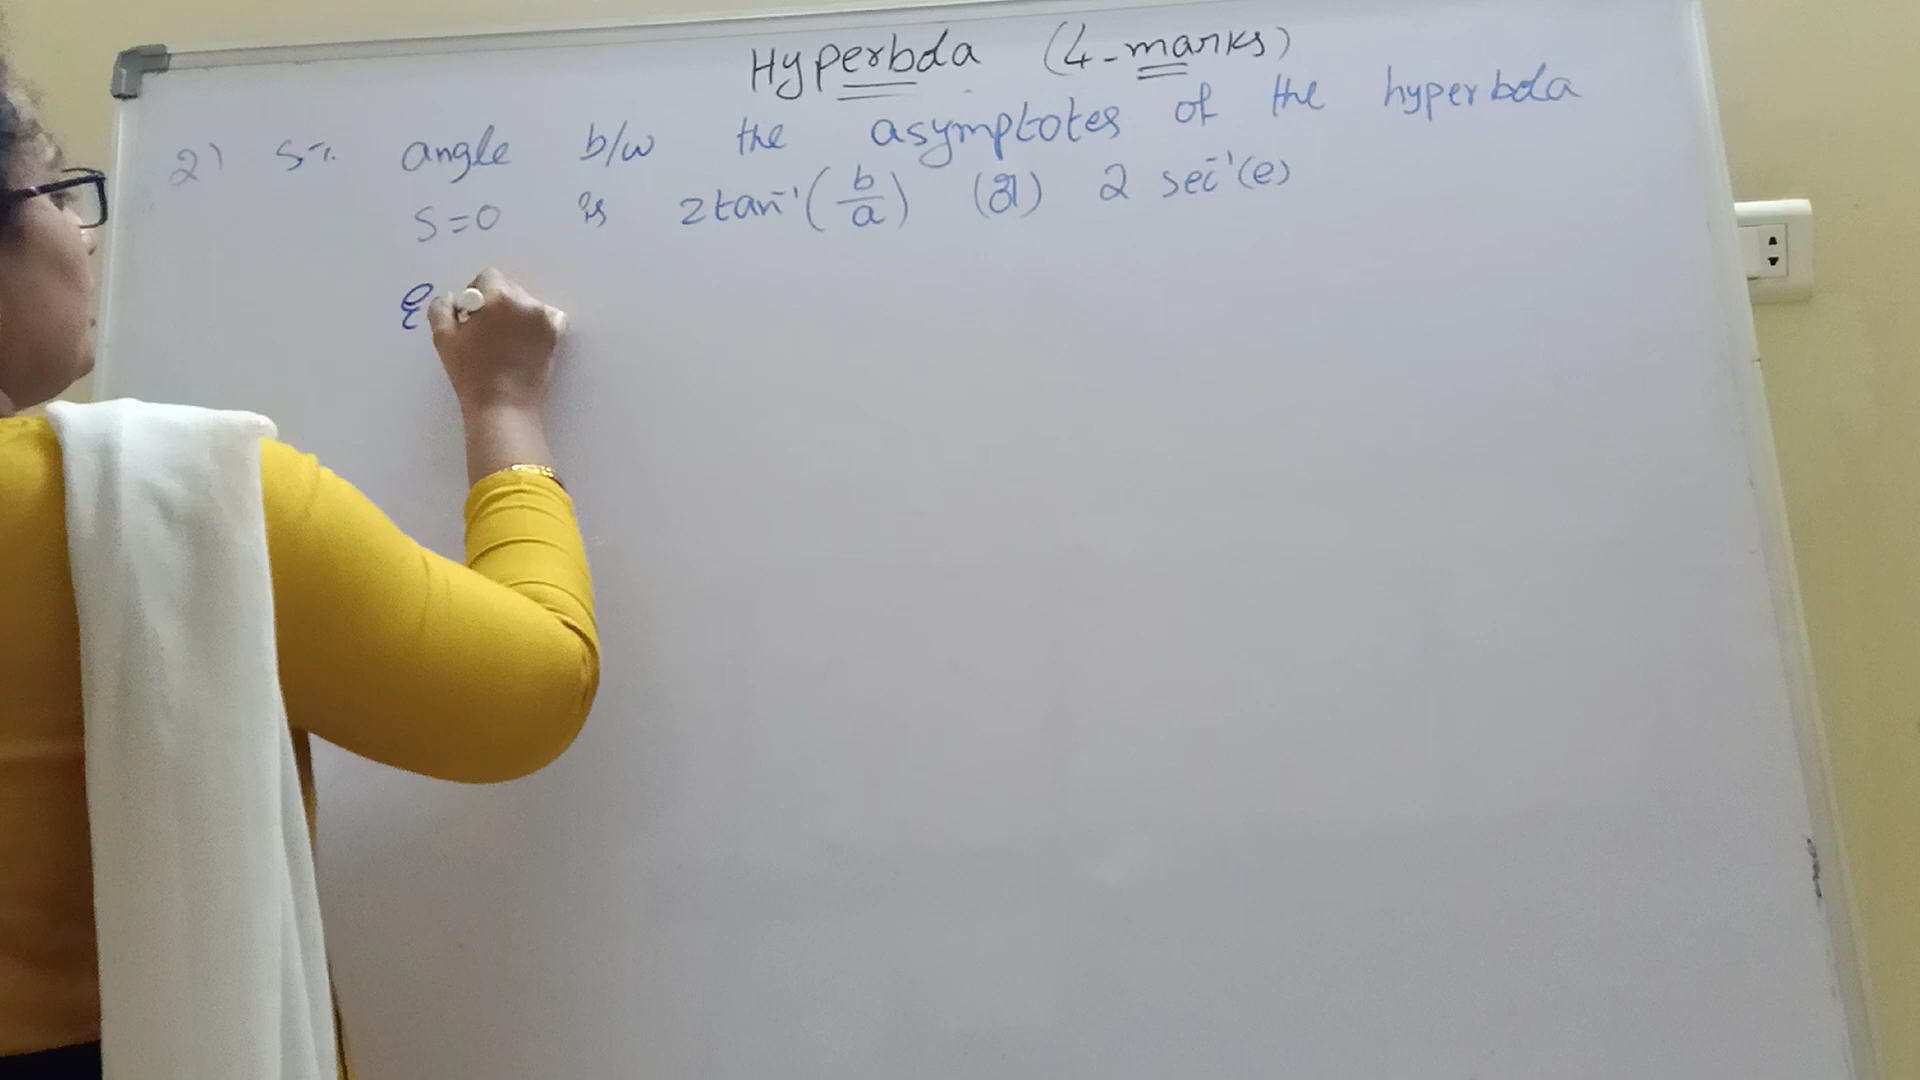 Hyperbola (4-marks)
2) S.T. angle b/w the asymptotes of the hyperbola
S=0 is 2tan⁻¹(b/a) (or) 2 sec⁻¹(e)